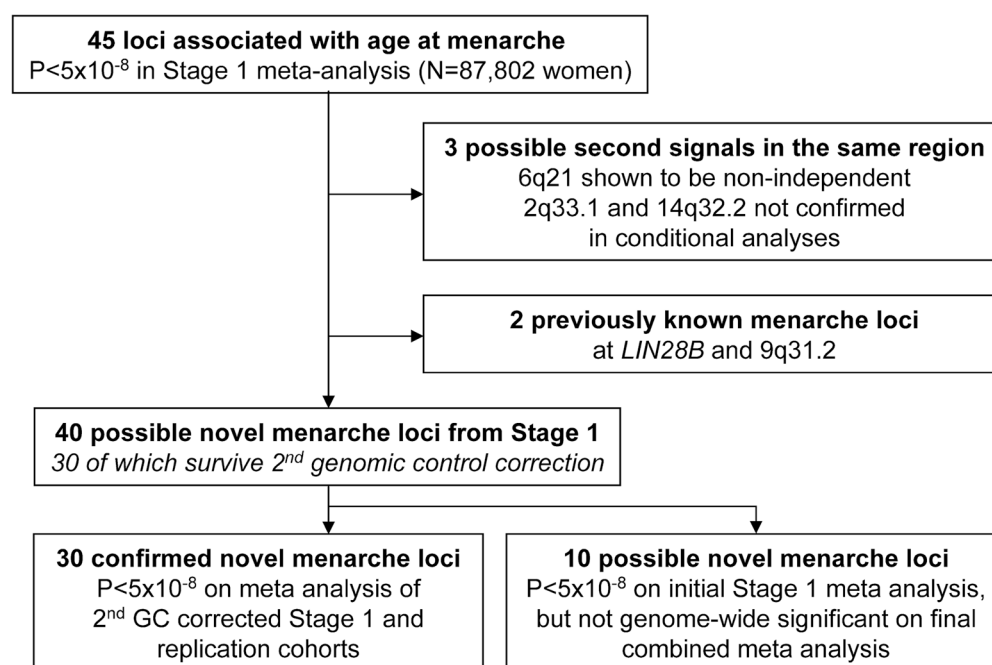 45 loci associated with age at menarche
P<5x10⁻⁸ in Stage 1 meta-analysis (N=87,802 women)
3 possible second signals in the same region
6q21 shown to be non-independent
2q33.1 and 14q32.2 not confirmed
in conditional analyses
2 previously known menarche loci
at LIN28B and 9q31.2
40 possible novel menarche loci from Stage 1
30 of which survive 2ⁿᵈ genomic control correction
30 confirmed novel menarche loci
P<5x10⁻⁸ on meta analysis of
2ⁿᵈ GC corrected Stage 1 and
replication cohorts
10 possible novel menarche loci
P<5x10⁻⁸ on initial Stage 1 meta analysis,
but not genome-wide significant on final
combined meta analysis